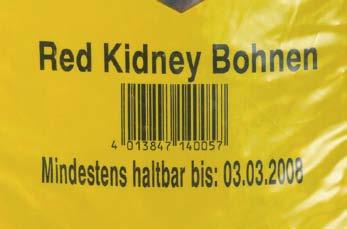 Red Kidney Bohnen
4 013847 140057
Mindestens haltbar bis: 03.03.2008